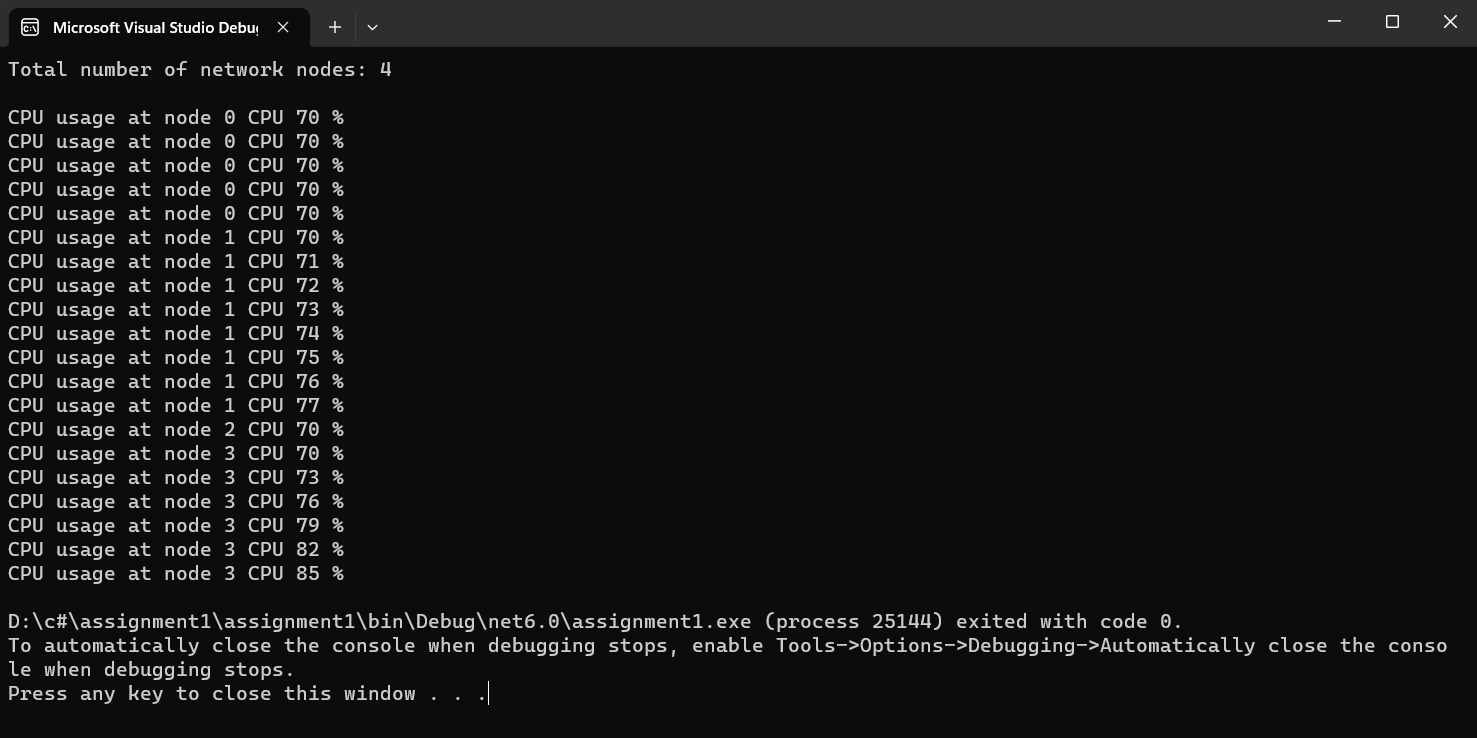 Microsoft Visual Studio Debug
Total number of network nodes: 4
CPU usage at node 0 CPU 70 %
CPU usage at node 0 CPU 70 %
CPU usage at node 0 CPU 70 %
CPU usage at node 0 CPU 70 %
CPU usage at node 0 CPU 70 %
CPU usage at node 1 CPU 70 %
CPU usage at node 1 CPU 71 %
CPU usage at node 1 CPU 72 %
CPU usage at node 1 CPU 73 %
CPU usage at node 1 CPU 74 %
CPU usage at node 1 CPU 75 %
CPU usage at node 1 CPU 76 %
CPU usage at node 1 CPU 77 %
CPU usage at node 2 CPU 70 %
CPU usage at node 3 CPU 70 %
CPU usage at node 3 CPU 73 %
CPU usage at node 3 CPU 76 %
CPU usage at node 3 CPU 79 %
CPU usage at node 3 CPU 82 %
CPU usage at node 3 CPU 85 %
D:\c#\assignment1\assignment1\bin\Debug\net6.0\assignment1.exe (process 25144) exited with code 0.
To automatically close the console when debugging stops, enable Tools->Options->Debugging->Automatically close the conso
le when debugging stops.
Press any key to close this window . . .